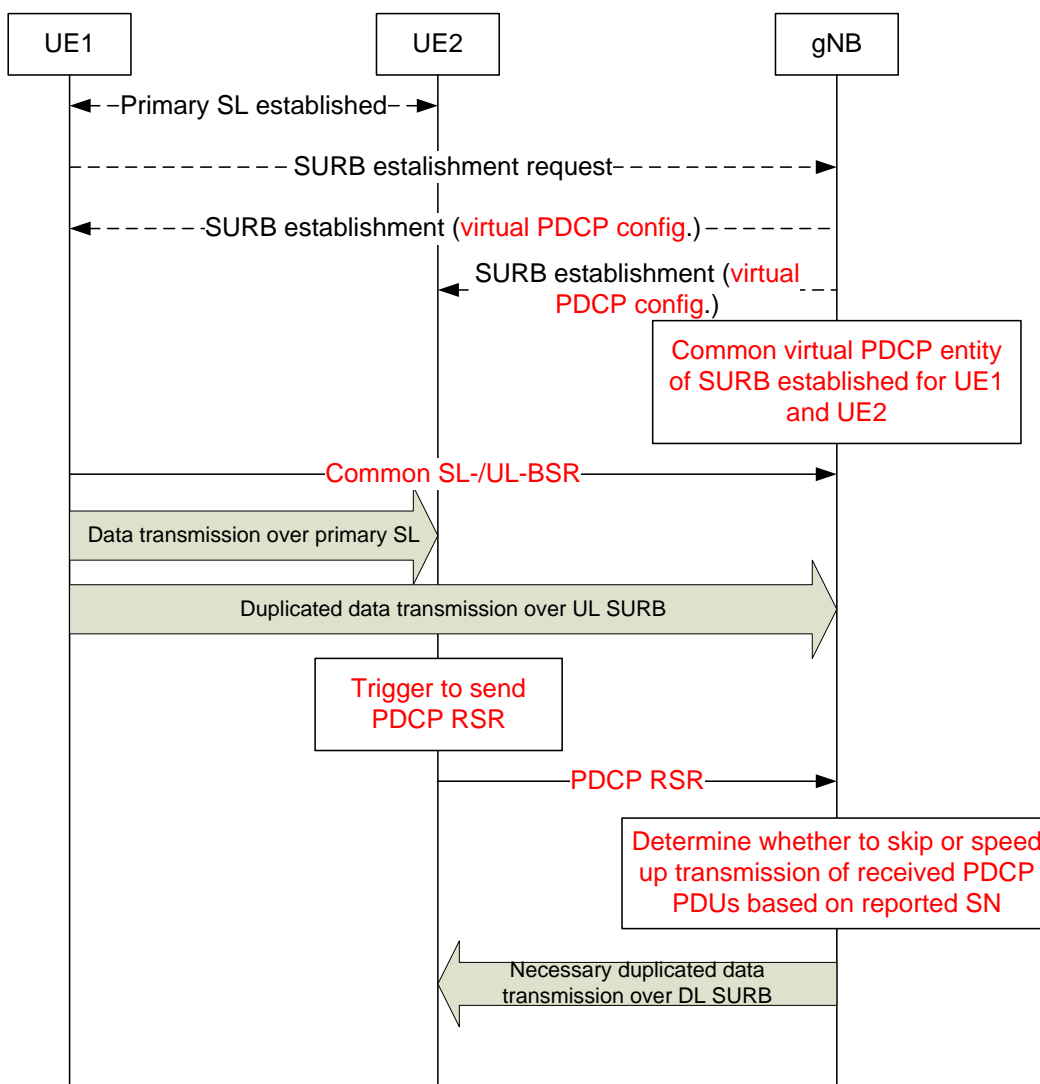 UE1
UE2
gNB
Primary SL established
SURB estalishment request
SURB establishment (virtual PDCP config.)
SURB establishment (virtual
PDCP config.)
Common virtual PDCP entity
of SURB established for UE1
and UE2
Common SL-/UL-BSR
Data transmission over primary SL
Duplicated data transmission over UL SURB
Trigger to send
PDCP RSR
PDCP RSR
Determine whether to skip or speed
up transmission of received PDCP
PDUs based on reported SN
Necessary duplicated data
transmission over DL SURB